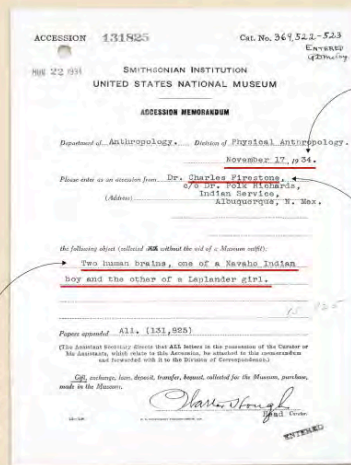 ACCESSION 131825
Cat. No. 364,522-523
ENTERED
NOV 22 1934
SMITHSONIAN INSTITUTION
UNITED STATES NATIONAL MUSEUM
ACCESSION MEMORANDUM
Department of Anthropology. Division of Physical Anthropology.
November 17, 1934.
Please enter as an accession from Dr. Charles Firestone.
c/o Dr. Polk Richards,
(Address) Indian Service,
Albuquerque, N. Mex.
the following object (collected without the aid of a Museum outfit):
Two human brains, one of a Navaho Indian
boy and the other of a Laplander girl.
Papers appended All. (131,825)
(The Assistant Secretary directs that ALL letters in the possession of the Curator or
his Assistants, which relate to this Accession, be attached to this memorandum
and forwarded with it to the Division of Correspondence.)
Gift, exchange, loan, deposit, transfer, bequest, collected for the Museum, purchase,
made in the Museum.
Walter Hough
Head Curator.
ENTERED